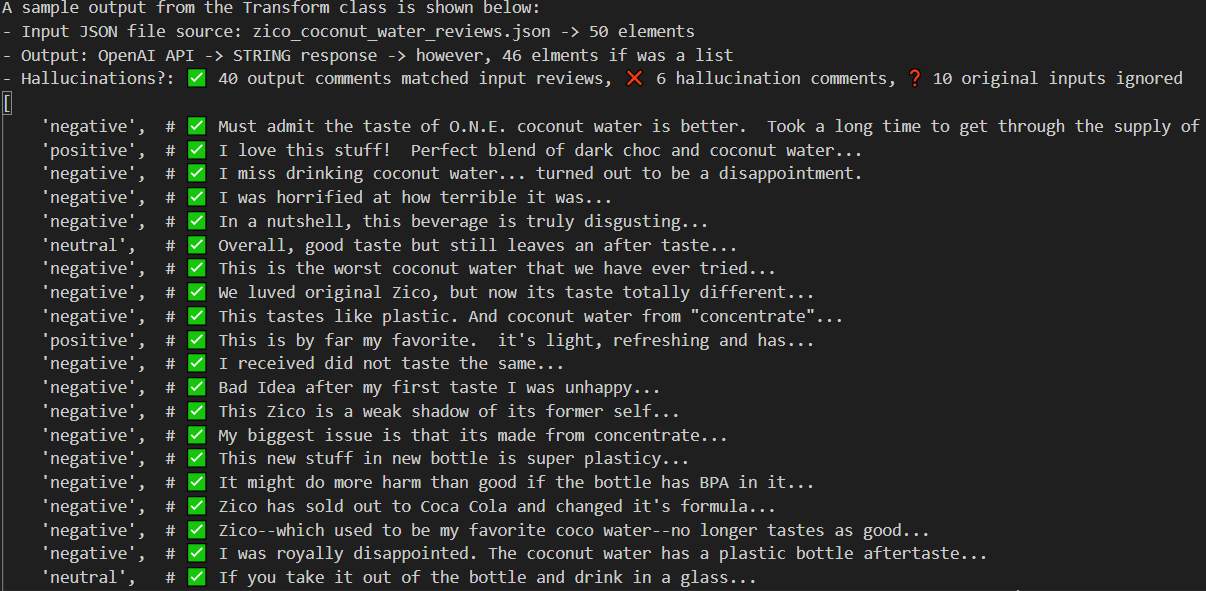 A sample output from the Transform class is shown below:
- Input JSON file source: zico_coconut_water_reviews.json -> 50 elements
- Output: OpenAI API -> STRING response -> however, 46 elments if was a list
- Hallucinations?: ✅ 40 output comments matched input reviews, ❌ 6 hallucination comments, ❓ 10 original inputs ignored
[
'negative', # ✅ Must admit the taste of O.N.E. coconut water is better.  Took a long time to get through the supply of
'positive', # ✅ I love this stuff!  Perfect blend of dark choc and coconut water...
'negative', # ✅ I miss drinking coconut water... turned out to be a disappointment.
'negative', # ✅ I was horrified at how terrible it was...
'negative', # ✅ In a nutshell, this beverage is truly disgusting...
'neutral',  # ✅ Overall, good taste but still leaves an after taste...
'negative', # ✅ This is the worst coconut water that we have ever tried...
'negative', # ✅ We luved original Zico, but now its taste totally different...
'negative', # ✅ This tastes like plastic. And coconut water from "concentrate"...
'positive', # ✅ This is by far my favorite.  it's light, refreshing and has...
'negative', # ✅ I received did not taste the same...
'negative', # ✅ Bad Idea after my first taste I was unhappy...
'negative', # ✅ This Zico is a weak shadow of its former self...
'negative', # ✅ My biggest issue is that its made from concentrate...
'negative', # ✅ This new stuff in new bottle is super plasticy...
'negative', # ✅ It might do more harm than good if the bottle has BPA in it...
'negative', # ✅ Zico has sold out to Coca Cola and changed it's formula...
'negative', # ✅ Zico--which used to be my favorite coco water--no longer tastes as good...
'negative', # ✅ I was royally disappointed. The coconut water has a plastic bottle aftertaste...
'neutral',  # ✅ If you take it out of the bottle and drink in a glass...